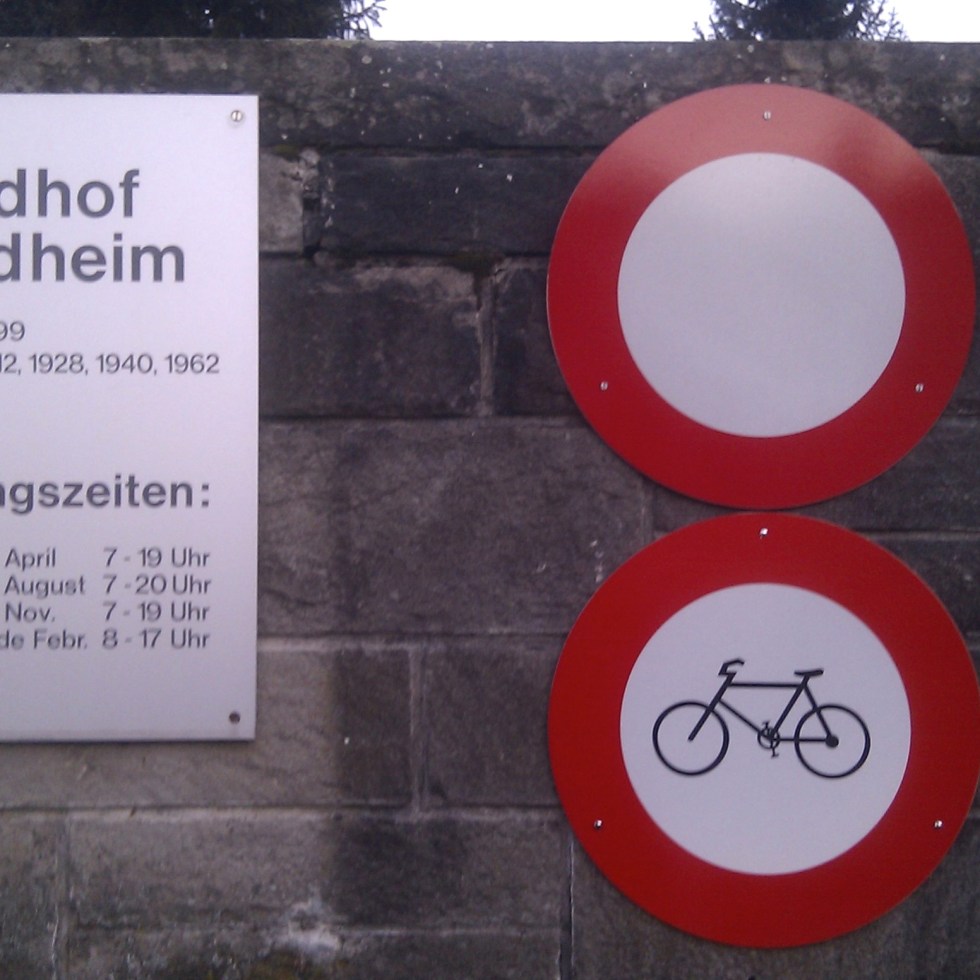 dhof
dheim
99
12, 1928, 1940, 1962
ngszeiten:
April 7 - 19 Uhr
August 7 - 20 Uhr
Nov. 7 - 19 Uhr
de Febr. 8 - 17 Uhr